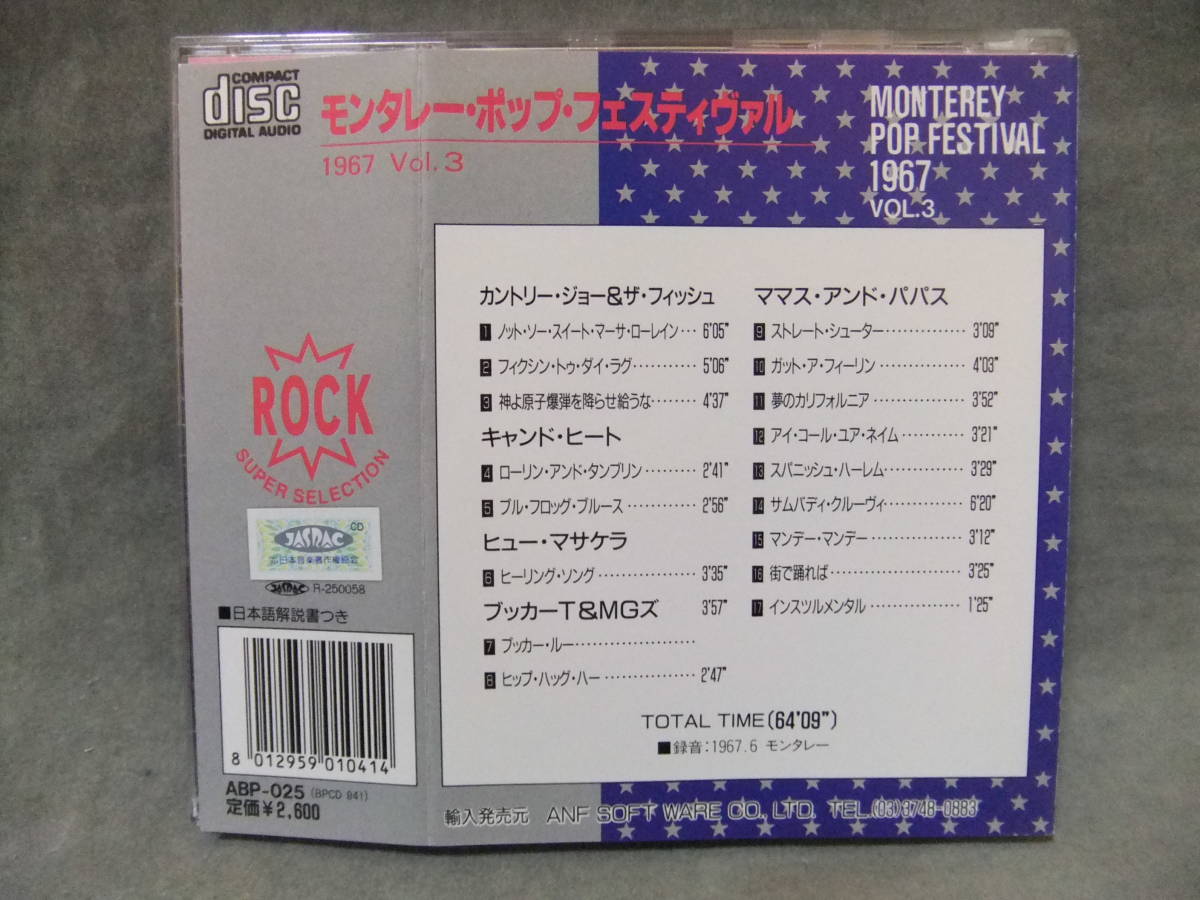 COMPACT
disc
DIGITAL AUDIO
モンタレー・ポップ・フェスティヴァル
1967 Vol.3
MONTEREY
POP FESTIVAL
1967
VOL.3
ROCK
SUPER SELECTION
CD
JASRAC
日本音楽著作権協会
JASRAC R-250058
■日本語解説書つき
8 012959 010414
ABP-025 (BPCD 941)
定価¥2,600
カントリー・ジョー&ザ・フィッシュ
1 ノット・ソー・スイート・マーサ・ローレイン… 6'05"
2 フィクシン・トゥ・ダイ・ラグ………… 5'06"
3 神よ原子爆弾を降らせ給うな……… 4'37"
キャンド・ヒート
4 ローリン・アンド・タンブリン……… 2'41"
5 ブル・フロッグ・ブルース………… 2'56"
ヒュー・マサケラ
6 ヒーリング・ソング……………… 3'35"
ブッカーT&MGズ 3'57"
7 ブッカー・ルー…………………
8 ヒップ・ハッグ・ハー……………… 2'47"
ママス・アンド・パパス
9 ストレート・シューター…………… 3'09"
10 ガット・ア・フィーリン…………… 4'03"
11 夢のカリフォルニア……………… 3'52"
12 アイ・コール・ユア・ネイム………… 3'21"
13 スパニッシュ・ハーレム…………… 3'29"
14 サムバディ・クルーヴィ…………… 6'20"
15 マンデー・マンデー……………… 3'12"
16 街で踊れば……………………… 3'25"
17 インスツルメンタル……………… 1'25"
TOTAL TIME(64'09")
■録音:1967.6 モンタレー
輸入発売元 ANF SOFT WARE CO., LTD. TEL.(03)3748-0883